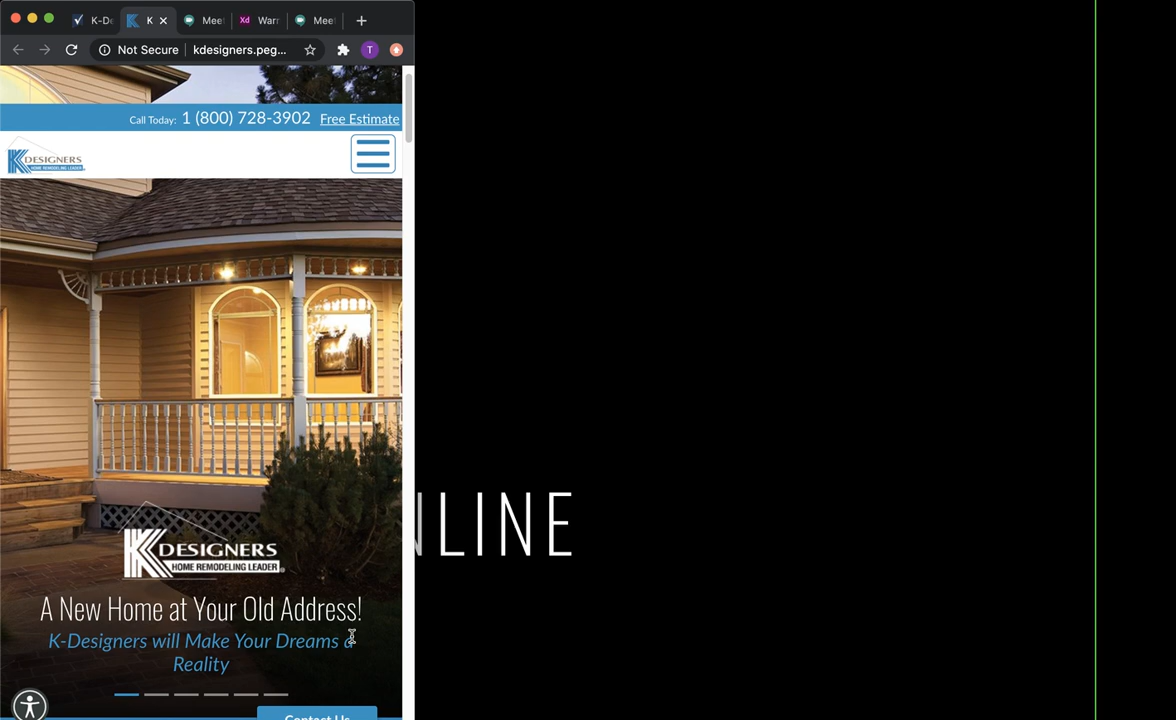 K-De
K
Mee
Xd
Warr
Mee
Not Secure
kdesigners.peg...
T
Call Today: 1 (800) 728-3902 Free Estimate
K DESIGNERS
HOME REMODELING LEADER
K DESIGNERS
HOME REMODELING LEADER
NLINE
A New Home at Your Old Address!
K-Designers will Make Your Dreams a
Reality
Contact Us